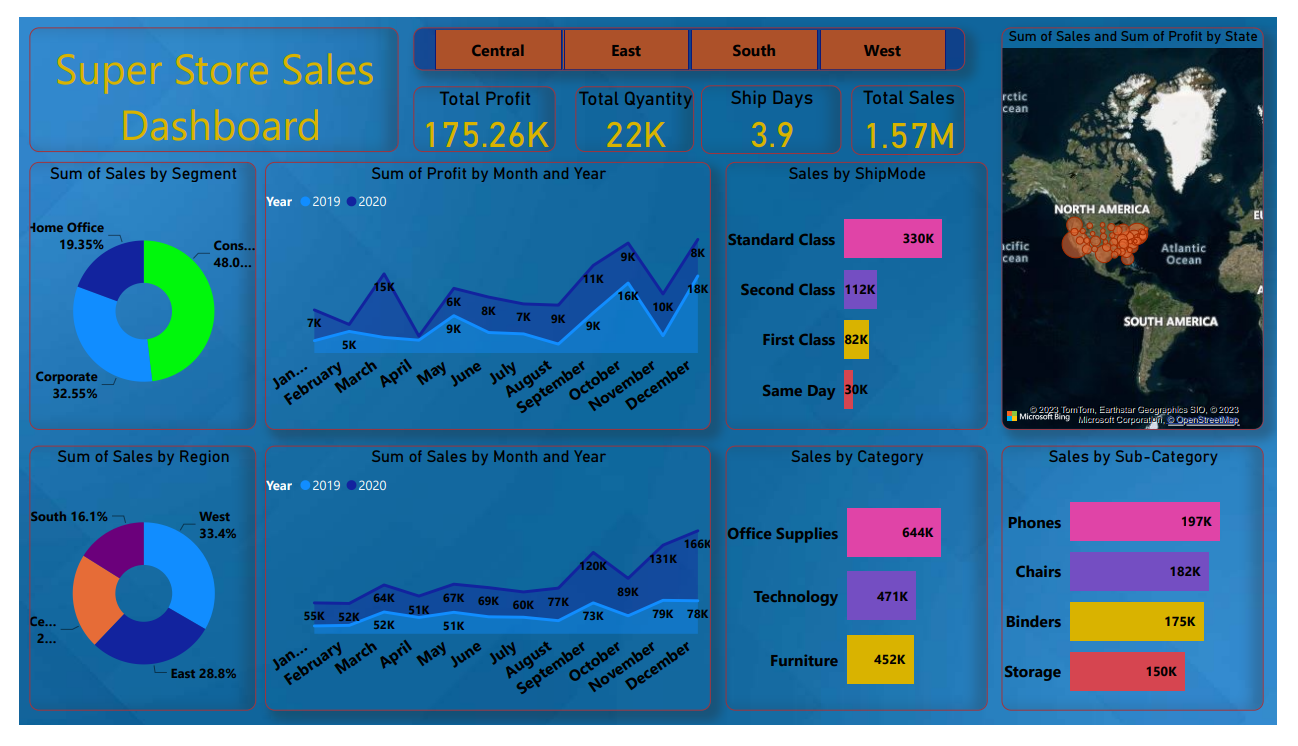 Super Store Sales
Dashboard
Central
East
South
West
Total Profit
175.26K
Total Qyantity
22K
Ship Days
3.9
Total Sales
1.57M
Sum of Sales and Sum of Profit by State
rctic
cean
NORTH AMERICA
EU
acific
cean
Atlantic
Ocean
A
SOUTH AMERICA
Microsoft Bing
© 2023 TomTom, Earthstar Geographics SIO, © 2023
Microsoft Corporation, © OpenStreetMap
Sum of Sales by Segment
Home Office
19.35%
Cons...
48.0...
Corporate
32.55%
Sum of Profit by Month and Year
Year 2019 2020
7K
5K
15K
6K
9K
8K
7K
9K
11K
9K
9K
16K
10K
8K
18K
Jan...
February
March
April
May
June
July
August
September
October
November
December
Sales by ShipMode
Standard Class 330K
Second Class 112K
First Class 82K
Same Day 30K
Sum of Sales by Region
South 16.1%
West
33.4%
Ce...
2...
East 28.8%
Sum of Sales by Month and Year
Year 2019 2020
55K
52K
64K
52K
51K
67K
51K
69K
60K
77K
120K
73K
89K
131K
79K
166K
78K
Jan...
February
March
April
May
June
July
August
September
October
November
December
Sales by Category
Office Supplies 644K
Technology 471K
Furniture 452K
Sales by Sub-Category
Phones 197K
Chairs 182K
Binders 175K
Storage 150K